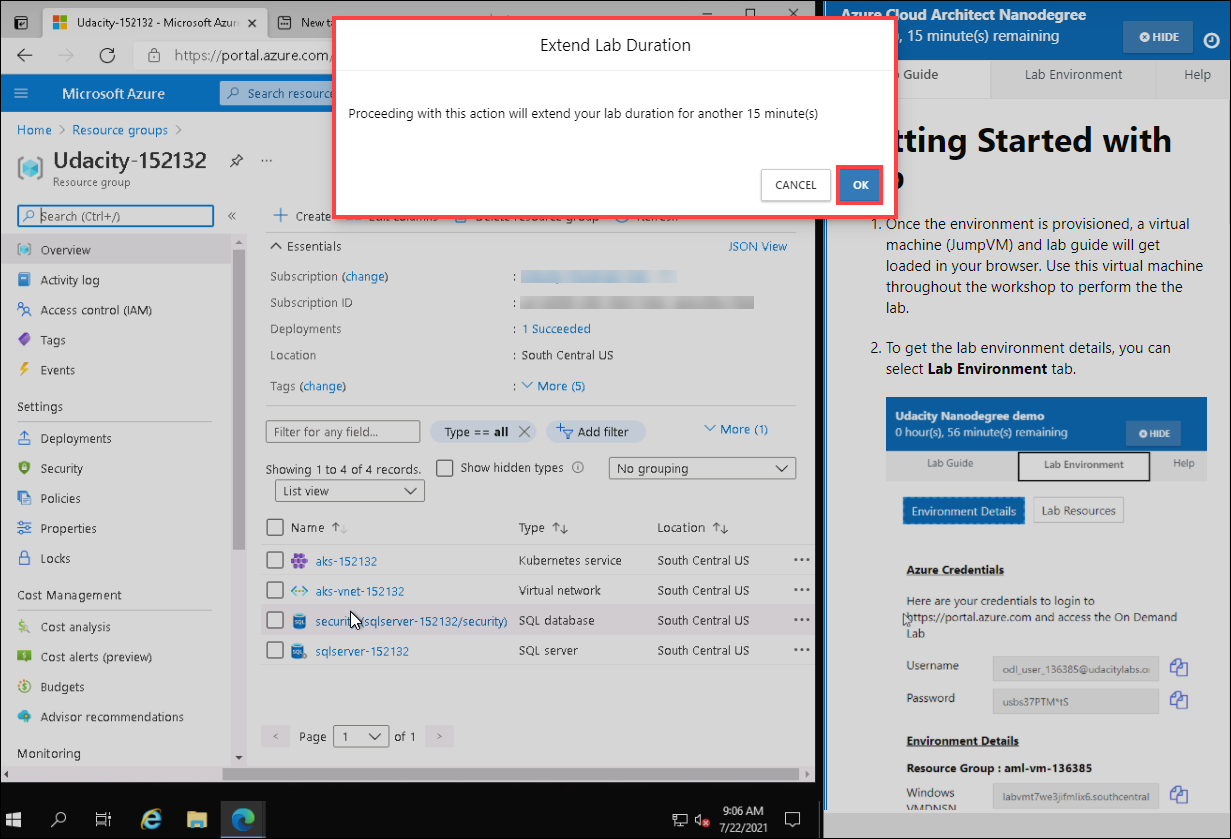 Udacity-152132 - Microsoft Azu
New ta
https://portal.azure.com/
Microsoft Azure
Search resource
Home > Resource groups >
Udacity-152132
Resource group
Search (Ctrl+/)
Overview
Activity log
Access control (IAM)
Tags
Events
Settings
Deployments
Security
Policies
Properties
Locks
Cost Management
Cost analysis
Cost alerts (preview)
Budgets
Advisor recommendations
Monitoring
Extend Lab Duration
Proceeding with this action will extend your lab duration for another 15 minute(s)
CANCEL
OK
Create
Edit columns
Delete resource group
Refresh
Essentials
JSON View
Subscription (change) :
Subscription ID :
Deployments : 1 Succeeded
Location : South Central US
Tags (change) : More (5)
Filter for any field...
Type == all
Add filter
More (1)
Showing 1 to 4 of 4 records.
Show hidden types
No grouping
List view
Name
Type
Location
aks-152132 Kubernetes service South Central US
aks-vnet-152132 Virtual network South Central US
security (sqlserver-152132/security) SQL database South Central US
sqlserver-152132 SQL server South Central US
< Page 1 of 1 >
9:06 AM
7/22/2021
Azure Cloud Architect Nanodegree
, 15 minute(s) remaining
HIDE
Guide
Lab Environment
Help
tting Started with
1. Once the environment is provisioned, a virtual
machine (JumpVM) and lab guide will get
loaded in your browser. Use this virtual machine
throughout the workshop to perform the the
lab.
2. To get the lab environment details, you can
select Lab Environment tab.
Udacity Nanodegree demo
0 hour(s), 56 minute(s) remaining
HIDE
Lab Guide
Lab Environment
Help
Environment Details
Lab Resources
Azure Credentials
Here are your credentials to login to
https://portal.azure.com and access the On Demand
Lab
Username odl_user_136385@udacitylabs.o
Password usbs37PTM*tS
Environment Details
Resource Group : aml-vm-136385
Windows labvmt7we3jifmlix6.southcentral
VMDNSN